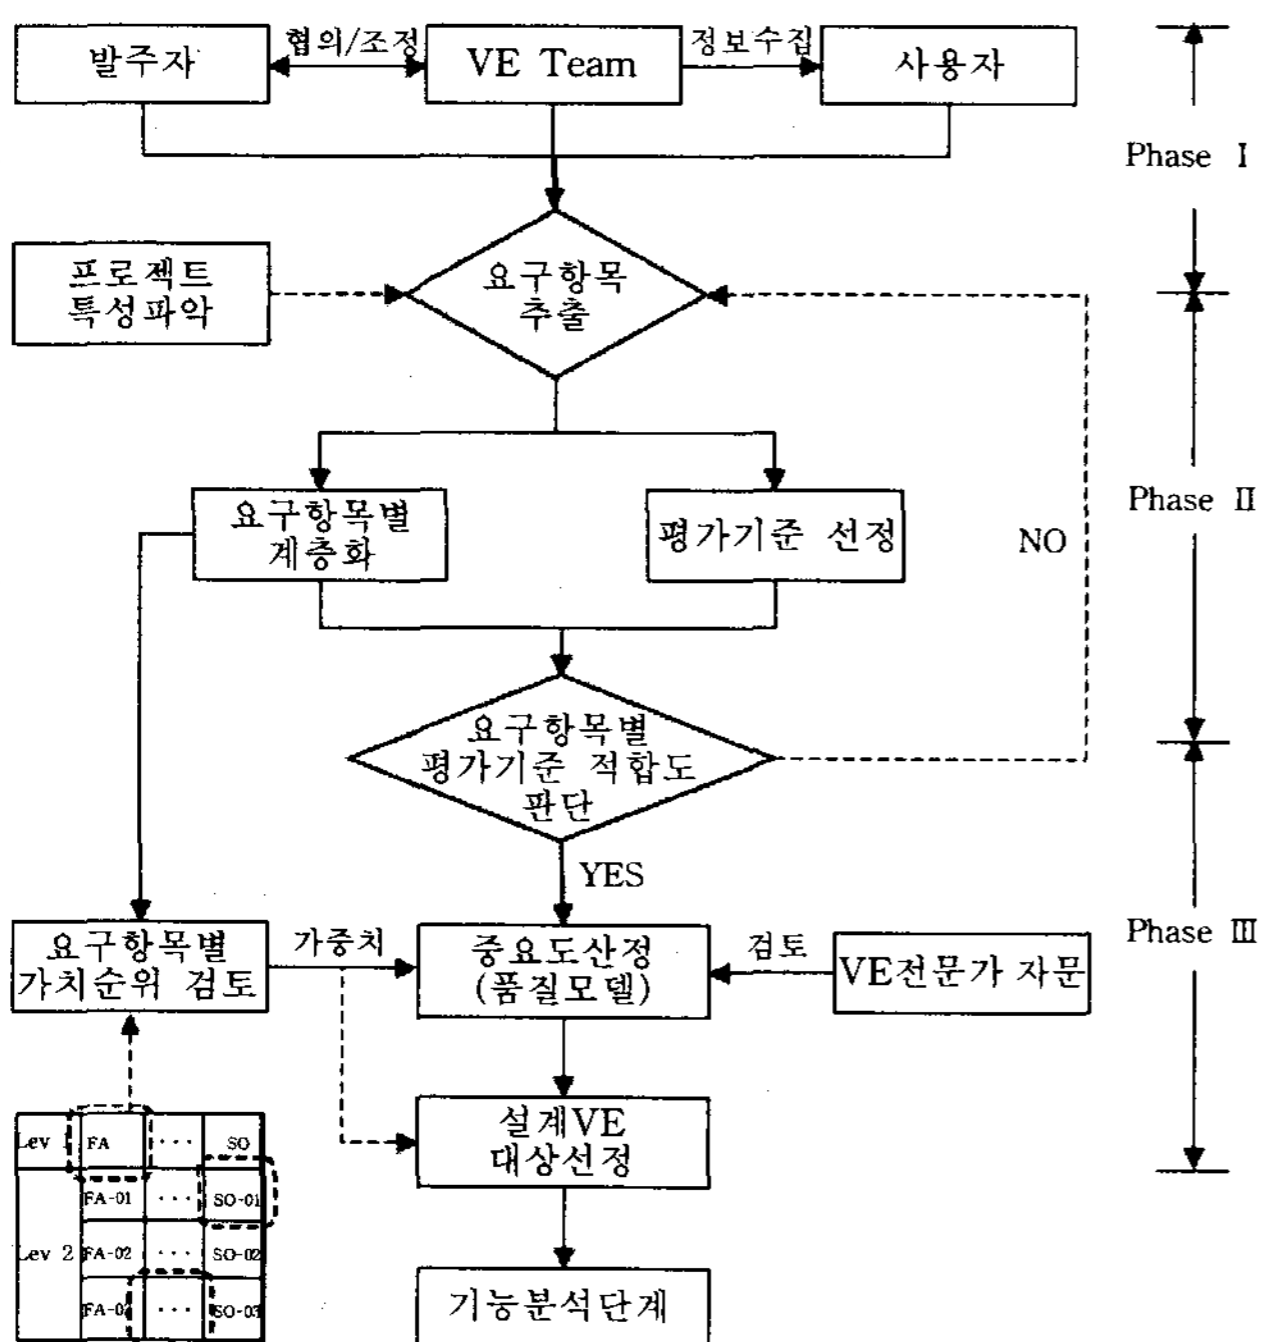 발주자
협의/조정
VE Team
정보수집
사용자
Phase Ⅰ
프로젝트
특성파악
요구항목
추출
요구항목별
계층화
평가기준 선정
NO
Phase Ⅱ
요구항목별
평가기준 적합도
판단
YES
요구항목별
가치순위 검토
가중치
중요도산정
(품질모델)
검토
VE전문가 자문
Phase Ⅲ
설계VE
대상선정
Lev
FA
···
SO
FA-01
···
SO-01
Lev 2
FA-02
···
SO-02
···
SO-03
기능분석단계